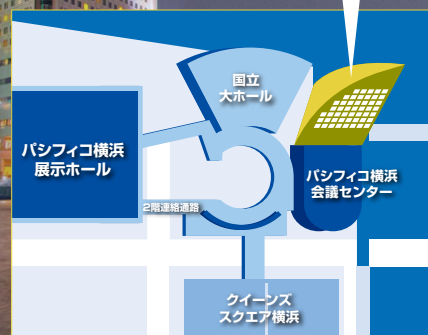 国立
大ホール
パシフィコ横浜
展示ホール
パシフィコ横浜
会議センター
2階連絡通路
クイーンズ
スクエア横浜